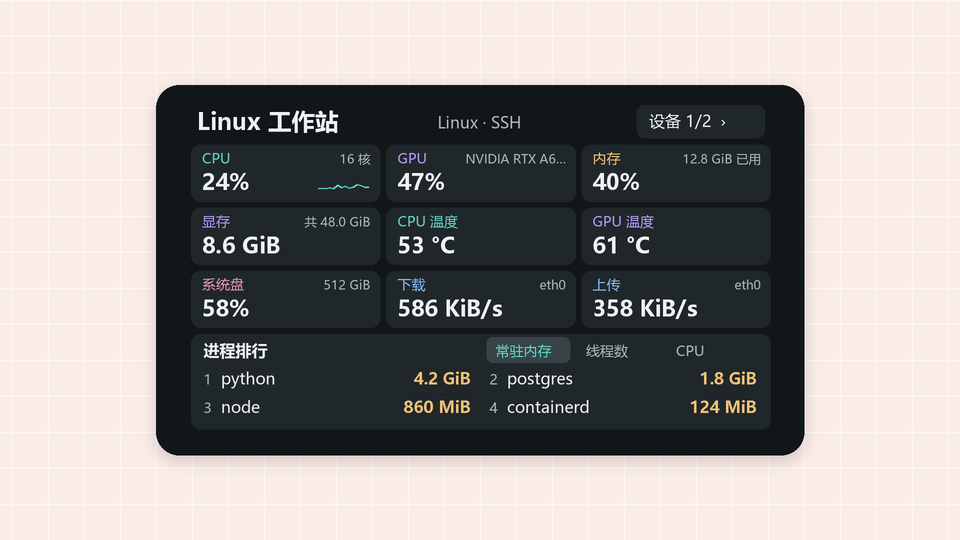 Linux 工作站 Linux · SSH 设备 1/2 ›
CPU 16 核 GPU NVIDIA RTX A6... 内存 12.8 GiB 已用
24% 47% 40%
显存 共 48.0 GiB CPU 温度 GPU 温度
8.6 GiB 53 °C 61 °C
系统盘 512 GiB 下载 eth0 上传 eth0
58% 586 KiB/s 358 KiB/s
进程排行 常驻内存 线程数 CPU
1 python 4.2 GiB 2 postgres 1.8 GiB
3 node 860 MiB 4 containerd 124 MiB